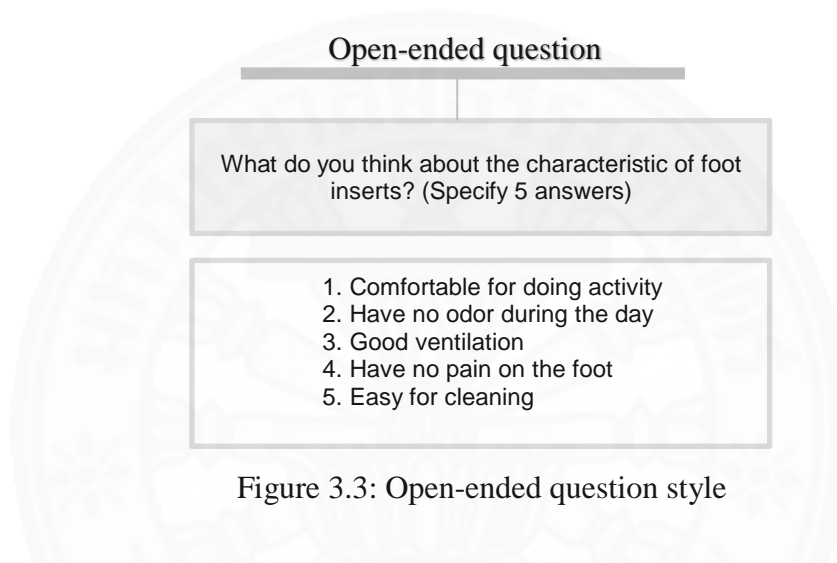 Open-ended question
What do you think about the characteristic of foot
inserts? (Specify 5 answers)
1. Comfortable for doing activity
2. Have no odor during the day
3. Good ventilation
4. Have no pain on the foot
5. Easy for cleaning
Figure 3.3: Open-ended question style